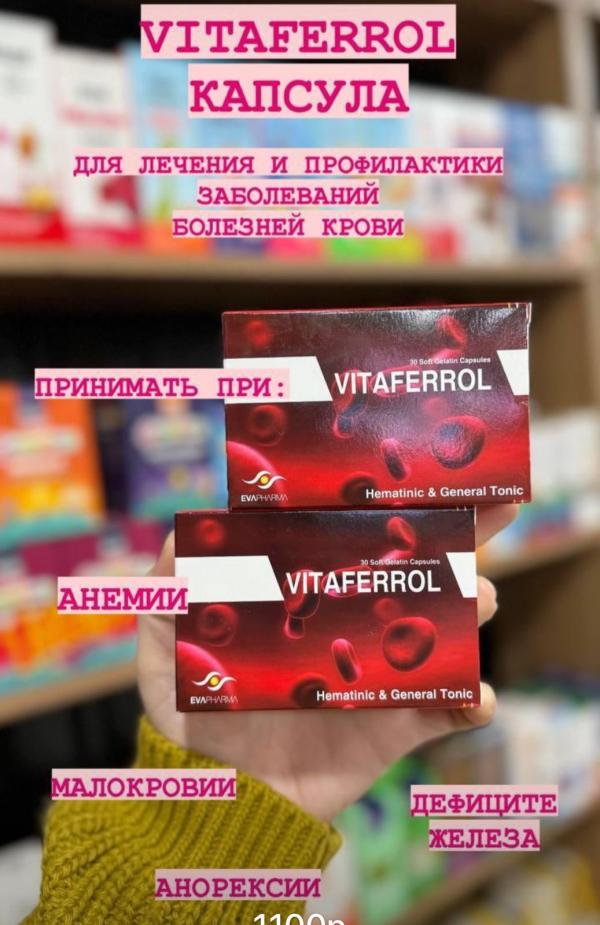 VITAFERROL
КАПСУЛА
ДЛЯ ЛЕЧЕНИЯ И ПРОФИЛАКТИКИ
ЗАБОЛЕВАНИЙ
БОЛЕЗНЕЙ КРОВИ
ПРИНИМАТЬ ПРИ:
30 Soft Gelatin Capsules
VITAFERROL
EVAPHARMA
Hematinic & General Tonic
АНЕМИИ
30 Soft Gelatin Capsules
VITAFERROL
EVAPHARMA
Hematinic & General Tonic
МАЛОКРОВИИ
ДЕФИЦИТЕ
ЖЕЛЕЗА
АНОРЕКСИИ
1100р